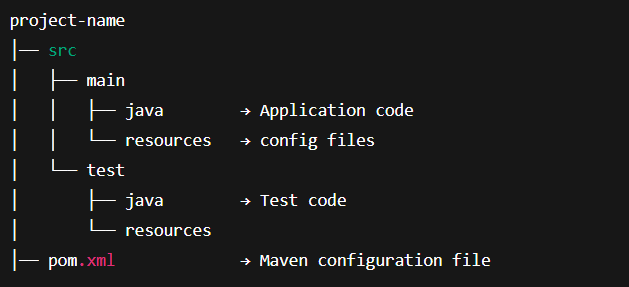 project-name
├── src
│   ├── main
│   │   ├── java        → Application code
│   │   └── resources   → config files
│   └── test
│       ├── java        → Test code
│       └── resources
├── pom.xml             → Maven configuration file